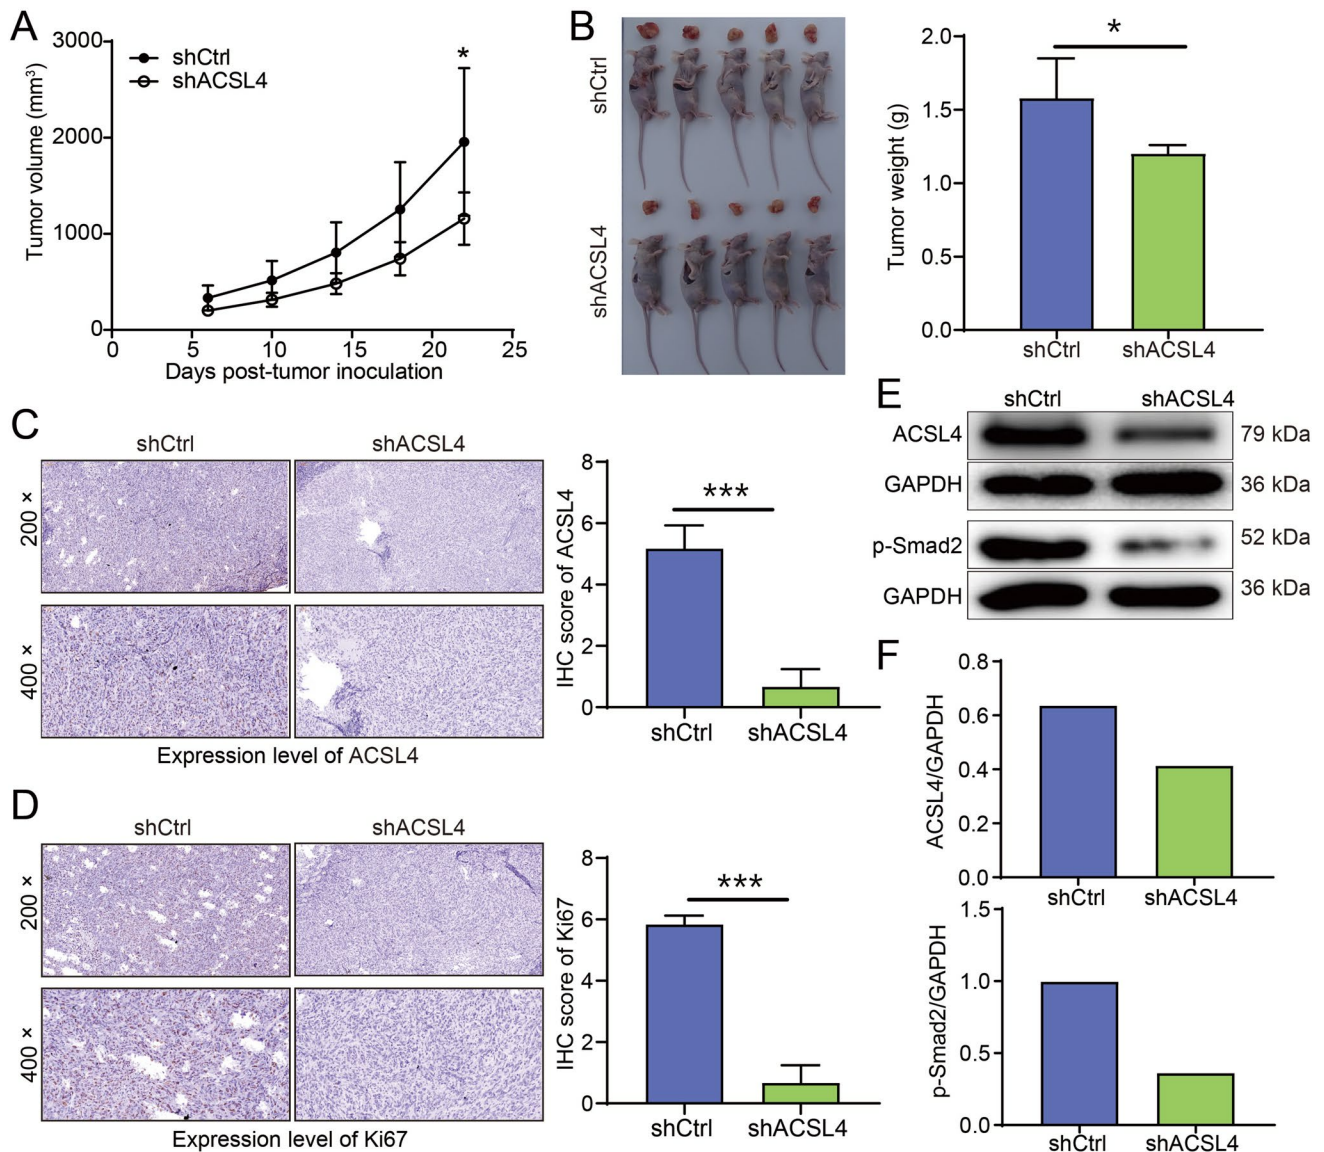 A
3000
2000
1000
0
Tumor volume (mm³)
shCtrl
shACSL4
*
0 5 10 15 20 25
Days post-tumor inoculation
B
shCtrl
shACSL4
2.0
1.5
1.0
0.5
0.0
Tumor weight (g)
*
shCtrl shACSL4
C
shCtrl shACSL4
200 ×
400 ×
Expression level of ACSL4
8
6
4
2
0
IHC score of ACSL4
***
shCtrl shACSL4
D
shCtrl shACSL4
200 ×
400 ×
Expression level of Ki67
8
6
4
2
0
IHC score of Ki67
***
shCtrl shACSL4
E
shCtrl shACSL4
ACSL4 79 kDa
GAPDH 36 kDa
p-Smad2 52 kDa
GAPDH 36 kDa
F
0.8
0.6
0.4
0.2
0.0
ACSL4/GAPDH
shCtrl shACSL4
1.5
1.0
0.5
0.0
p-Smad2/GAPDH
shCtrl shACSL4